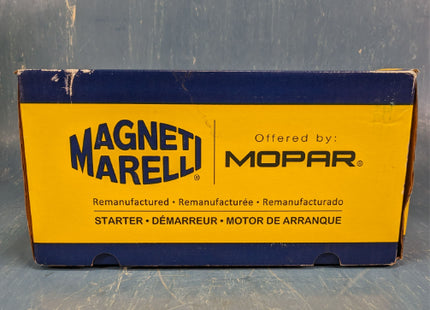 MAGNETI
MARELLI®
Offered by:
MOPAR®
Remanufactured • Remanufacturée • Remanufacturado
STARTER • DÉMARREUR • MOTOR DE ARRANQUE